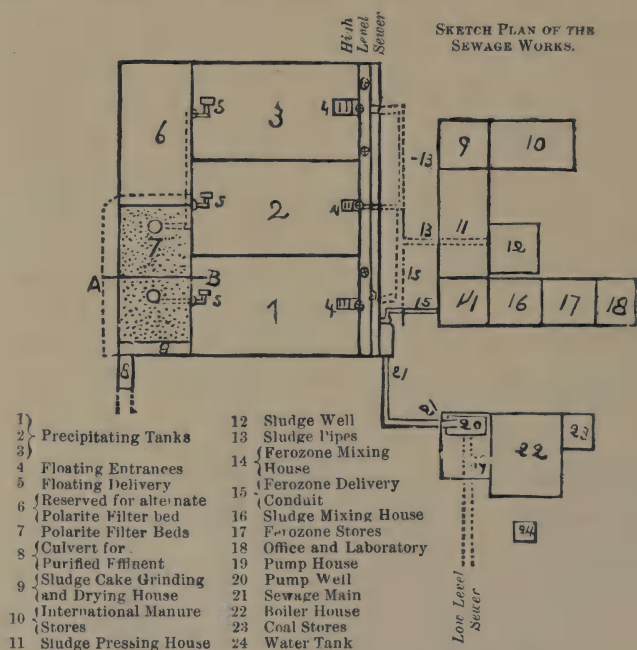 SKETCH PLAN OF THE
SEWAGE WORKS.
High
Level
Sewer
6
5
3
4
13
9
10
5
2
4
13
11
12
7
15
A
B
5
1
4
15
14
16
17
18
8
8
21
21
20
22
23
19
24
Low Level
Sewer
1
2 Precipitating Tanks
3
4 Floating Entrances
5 Floating Delivery
6 Reserved for alternate
Polarite Filter bed
7 Polarite Filter Beds
8 Culvert for
Purified Effluent
9 Sludge Cake Grinding
and Drying House
10 International Manure
Stores
11 Sludge Pressing House
12 Sludge Well
13 Sludge Pipes
14 Ferozone Mixing
House
15 Ferozone Delivery
Conduit
16 Sludge Mixing House
17 Ferozone Stores
18 Office and Laboratory
19 Pump House
20 Pump Well
21 Sewage Main
22 Boiler House
23 Coal Stores
24 Water Tank